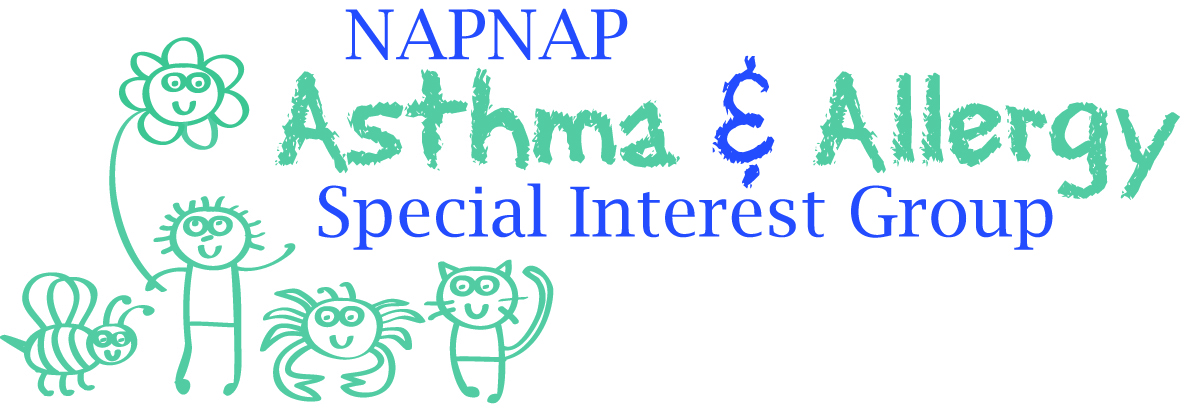 NAPNAP
Asthma & Allergy
Special Interest Group